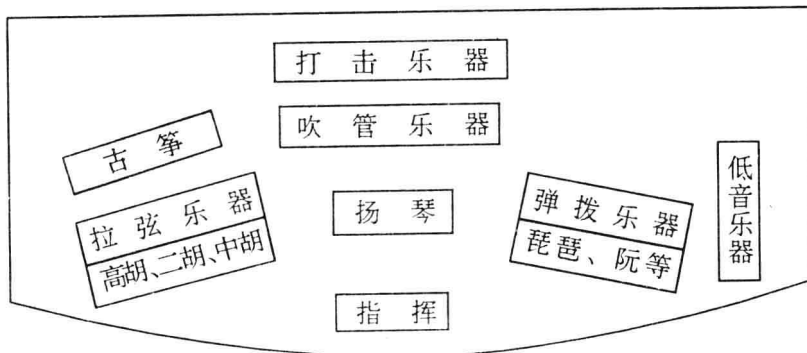 打击乐器
吹管乐器
古筝
拉弦乐器
高胡、二胡、中胡
扬琴
弹拨乐器
琵琶、阮等
低音乐器
指挥